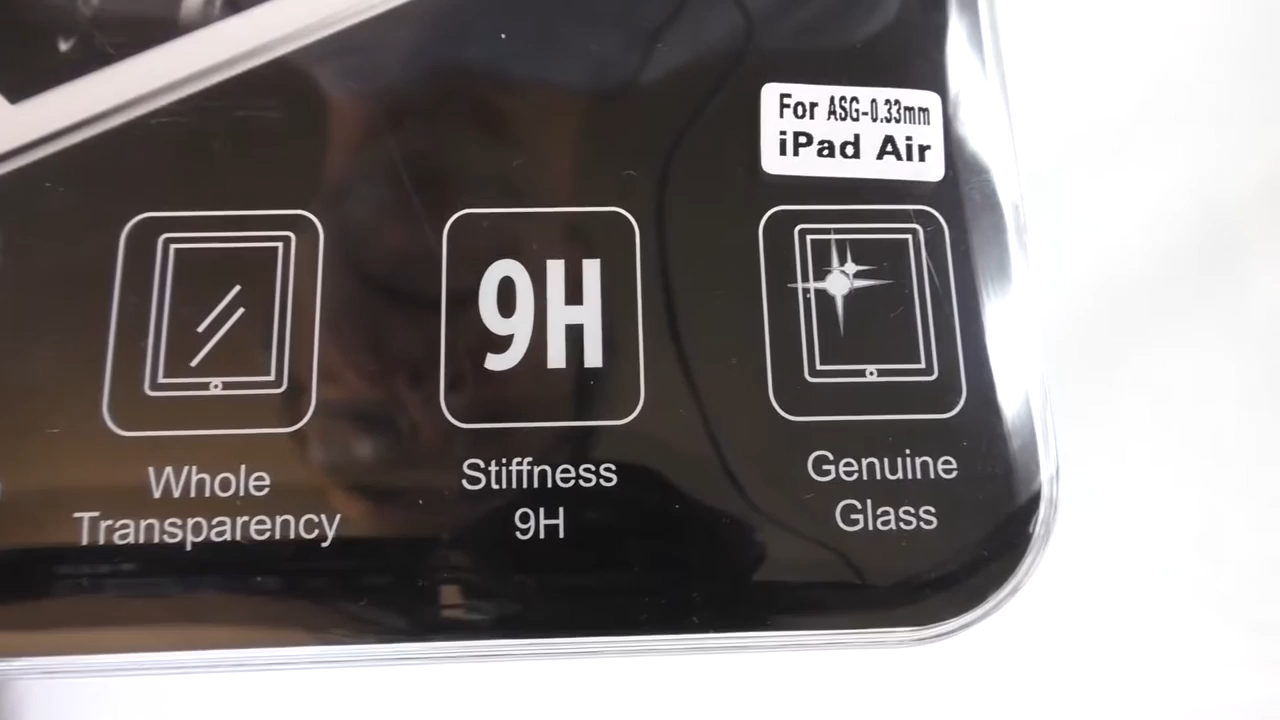 For ASG-0.33mm
iPad Air
9H
Whole
Transparency
Stiffness
9H
Genuine
Glass